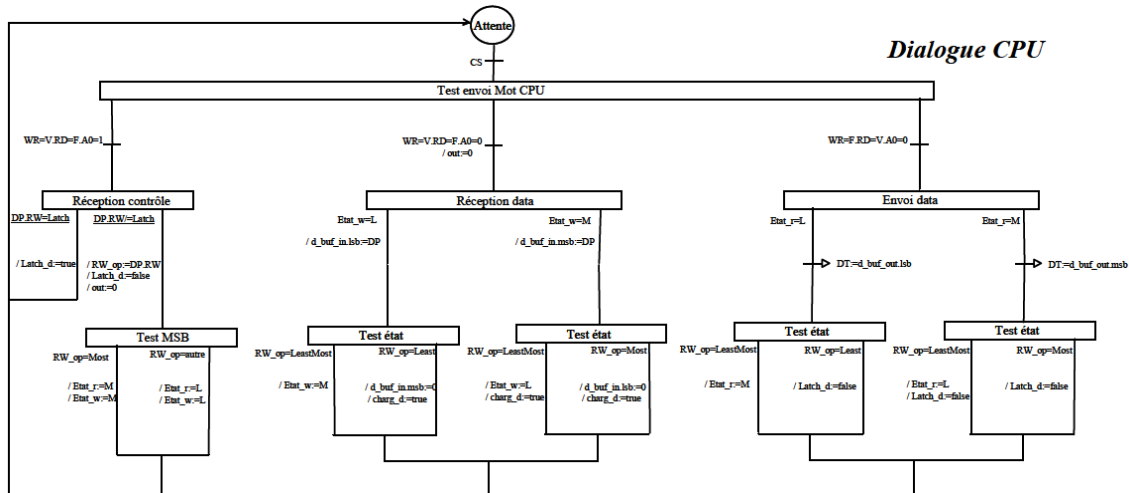 Attente
Dialogue CPU
CS
Test envoi Mot CPU
WR=V.RD=F.A0=1
WR=V.RD=F.A0=0
/ out:=0
WR=F.RD=V.A0=0
Réception contrôle
Réception data
Envoi data
DP.RW=Latch
DP.RW/=Latch
Etat_w=L
Etat_w=M
Etat_r=L
Etat_r=M
/ d_buf_in.lsb:=DP
/ d_buf_in.msb:=DP
/ Latch_d:=true
/ RW_op:=DP.RW
/ Latch_d:=false
/ out:=0
DT:=d_buf_out.lsb
DT:=d_buf_out.msb
Test MSB
Test état
Test état
Test état
Test état
RW_op=Most
RW_op=autre
RW_op=LeastMost
RW_op=Least
RW_op=LeastMost
RW_op=Most
RW_op=LeastMost
RW_op=Least
RW_op=LeastMost
RW_op=Most
/ Etat_r:=M
/ Etat_w:=M
/ Etat_r:=L
/ Etat_w:=L
/ Etat_w:=M
/ d_buf_in.msb:=0
/ charg_d:=true
/ Etat_w:=L
/ charg_d:=true
/ d_buf_in.lsb:=0
/ charg_d:=true
/ Etat_r:=M
/ Latch_d:=false
/ Etat_r:=L
/ Latch_d:=false
/ Latch_d:=false